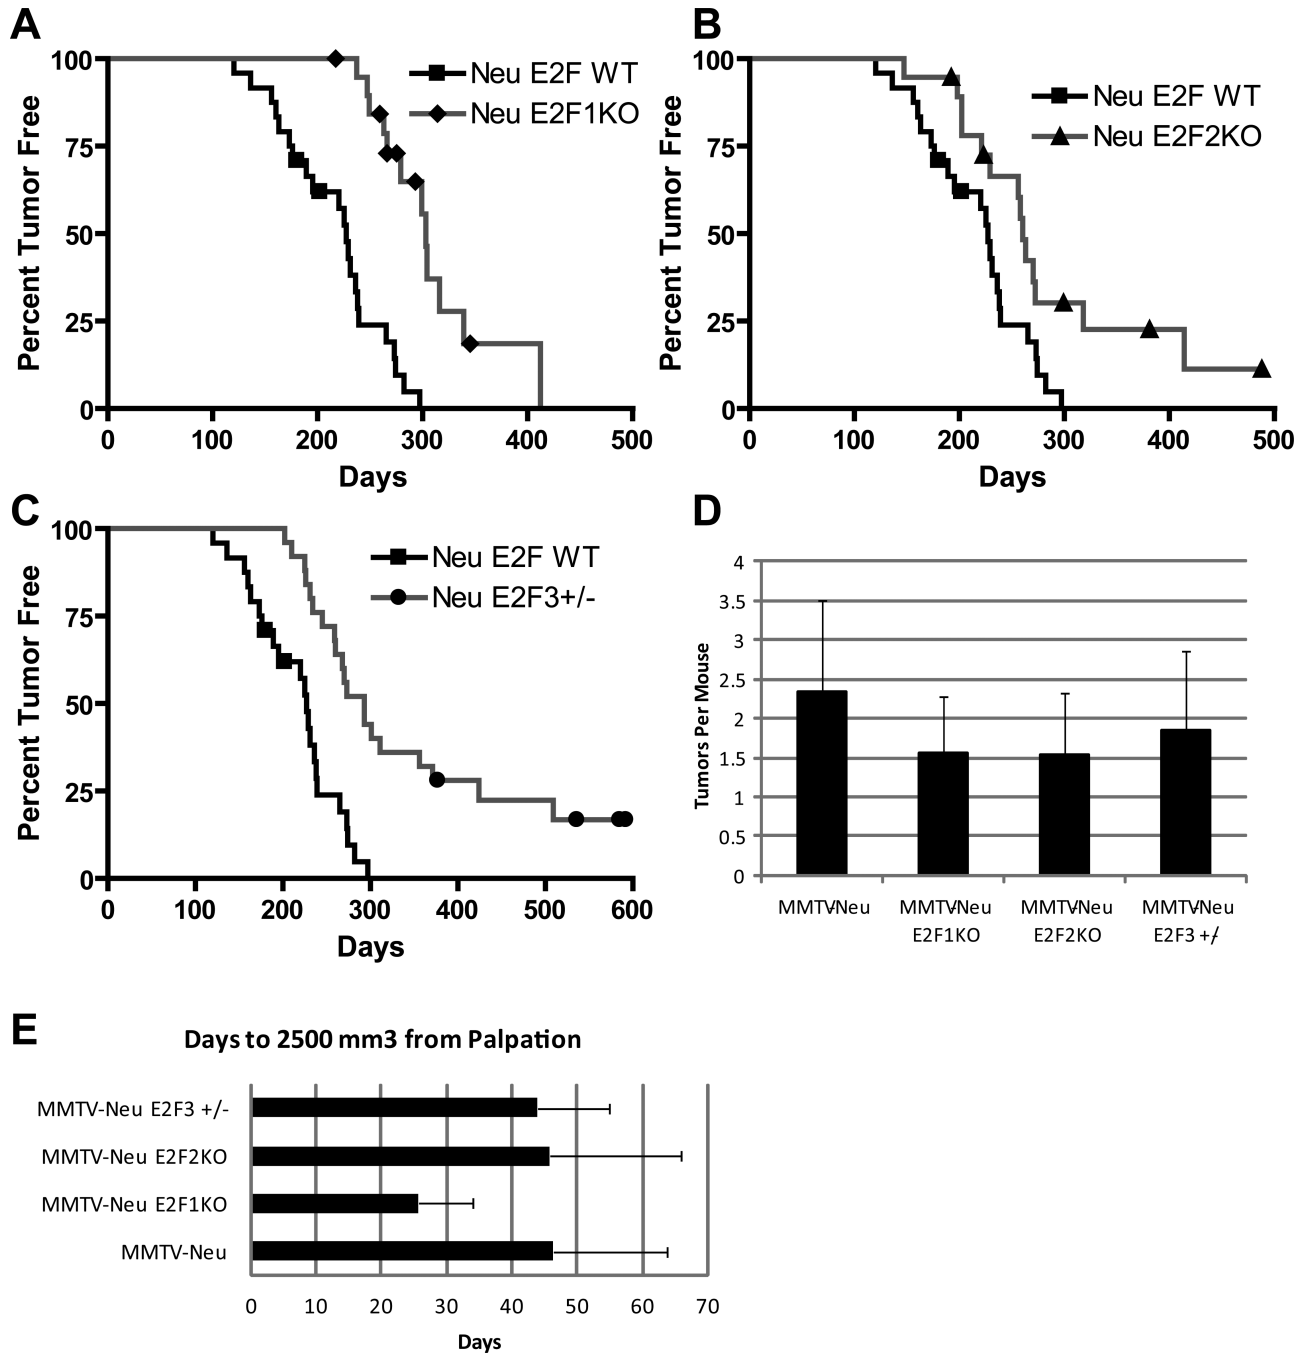 A
Percent Tumor Free
100
75
50
25
0
0 100 200 300 400 500
Days
Neu E2F WT
Neu E2F1KO
B
Percent Tumor Free
100
75
50
25
0
0 100 200 300 400 500
Days
Neu E2F WT
Neu E2F2KO
C
Percent Tumor Free
100
75
50
25
0
0 100 200 300 400 500 600
Days
Neu E2F WT
Neu E2F3+/-
D
Tumors Per Mouse
4
3.5
3
2.5
2
1.5
1
0.5
0
MMTV-Neu
MMTV-Neu
E2F1KO
MMTV-Neu
E2F2KO
MMTV-Neu
E2F3 +/-
E
Days to 2500 mm3 from Palpation
MMTV-Neu E2F3 +/-
MMTV-Neu E2F2KO
MMTV-Neu E2F1KO
MMTV-Neu
0 10 20 30 40 50 60 70
Days